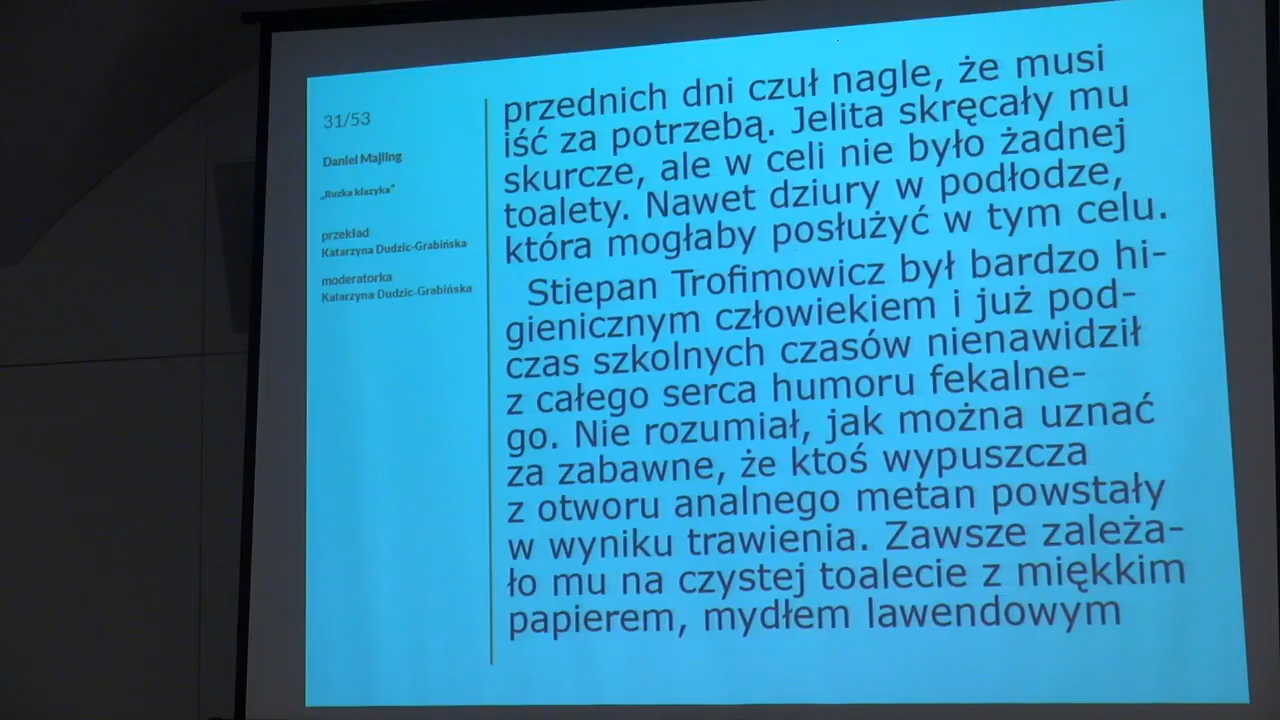 31/53
Daniel Majling
„Ruzka klazyka”
przekład
Katarzyna Dudzic-Grabińska
moderatorka
Katarzyna Dudzic-Grabińska
przednich dni czuł nagle, że musi
iść za potrzebą. Jelita skręcały mu
skurcze, ale w celi nie było żadnej
toalety. Nawet dziury w podłodze,
która mogłaby posłużyć w tym celu.
Stiepan Trofimowicz był bardzo hi-
gienicznym człowiekiem i już pod-
czas szkolnych czasów nienawidził
z całego serca humoru fekalne-
go. Nie rozumiał, jak można uznać
za zabawne, że ktoś wypuszcza
z otworu analnego metan powstały
w wyniku trawienia. Zawsze zależa-
ło mu na czystej toalecie z miękkim
papierem, mydłem lawendowym